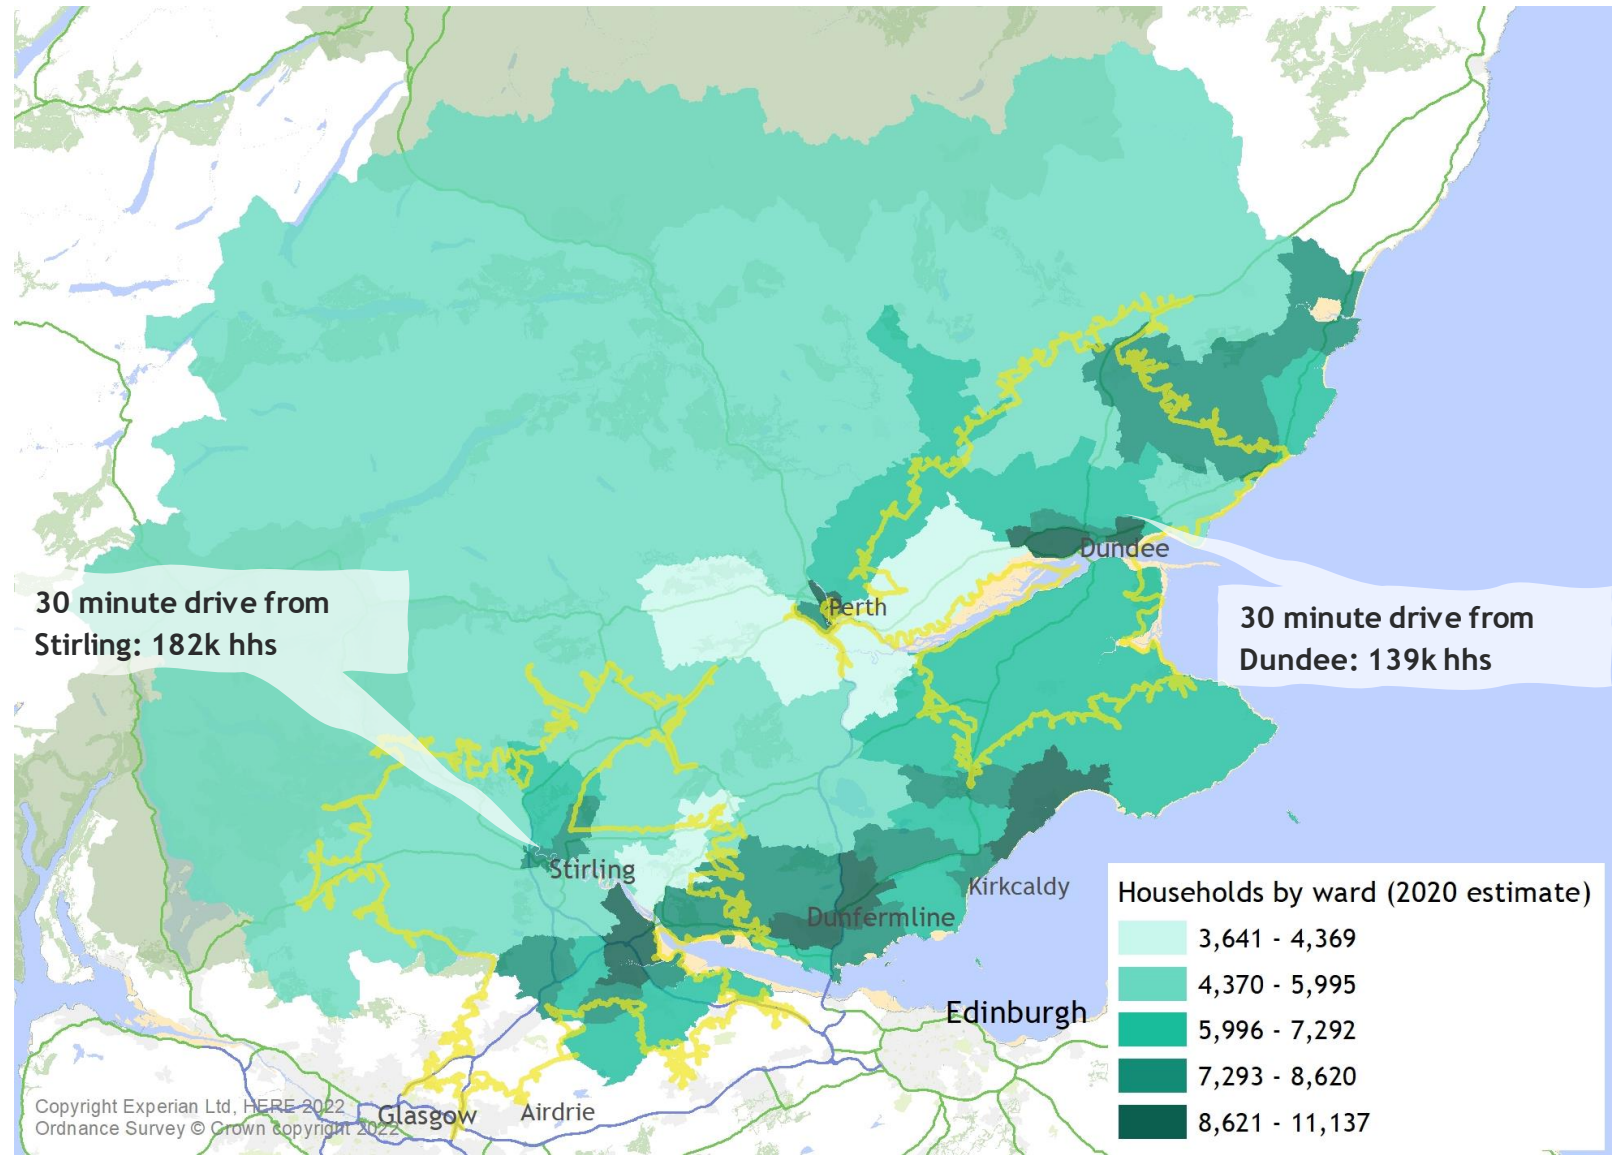 30 minute drive from
Stirling: 182k hhs
Dundee
Perth
30 minute drive from
Dundee: 139k hhs
Stirling
Kirkcaldy
Dunfermline
Edinburgh
Households by ward (2020 estimate)
3,641 - 4,369
4,370 - 5,995
5,996 - 7,292
7,293 - 8,620
8,621 - 11,137
Copyright Experian Ltd, HERE 2022
Ordnance Survey © Crown copyright 2022
Glasgow
Airdrie